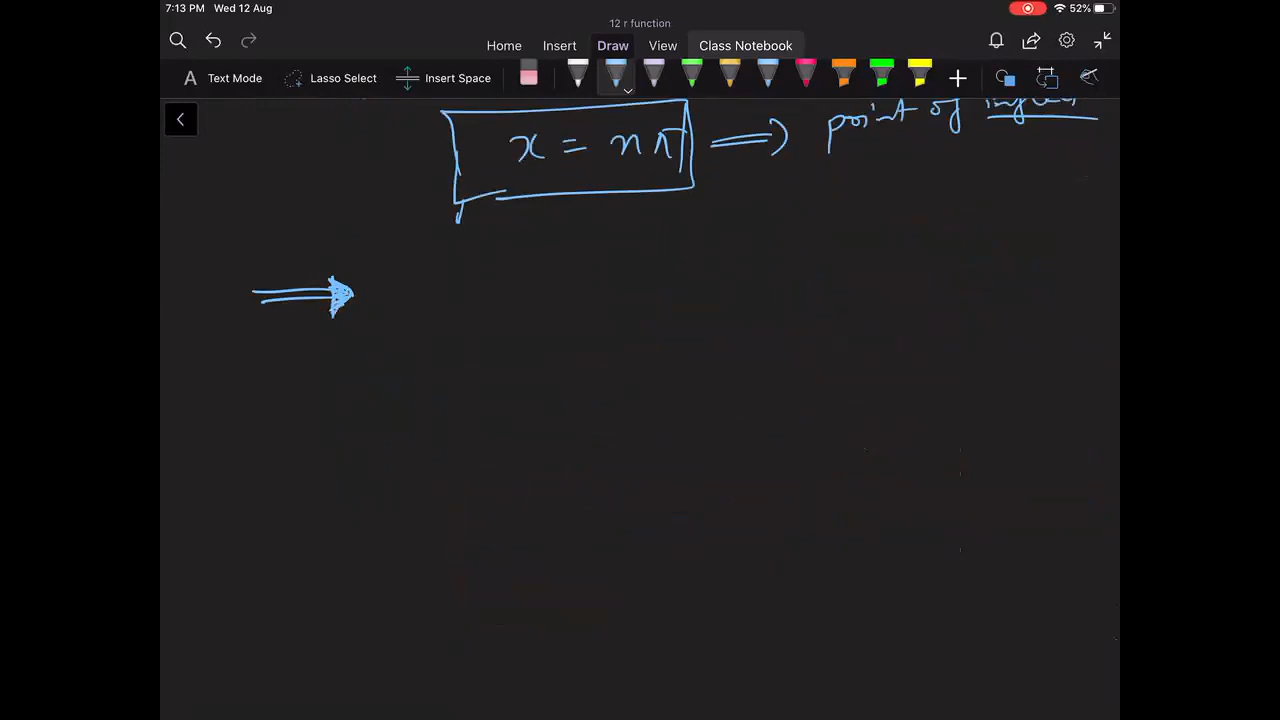 7:13 PM Wed 12 Aug
52%
12 r function
Home Insert Draw View Class Notebook
Text Mode Lasso Select Insert Space
x = nπ ⟹ point of